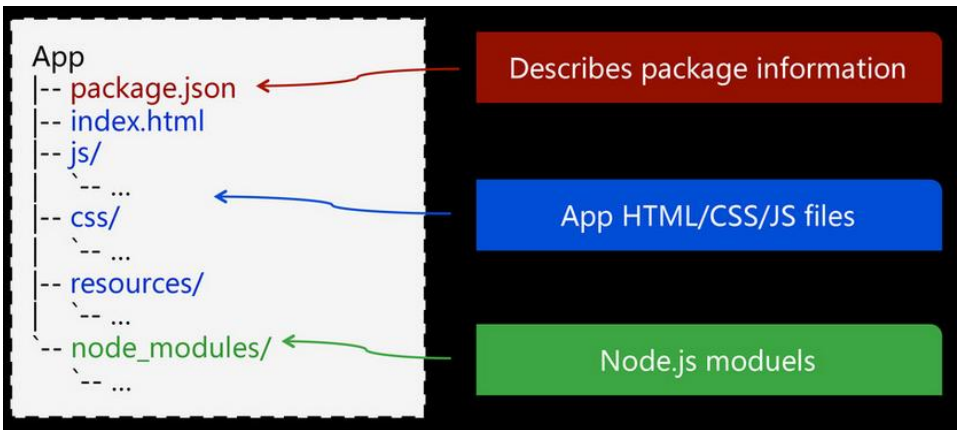 App
|-- package.json
|-- index.html
|-- js/
|   `-- ...
|-- css/
|   `-- ...
|-- resources/
|   `-- ...
`-- node_modules/
    `-- ...
Describes package information
App HTML/CSS/JS files
Node.js moduels